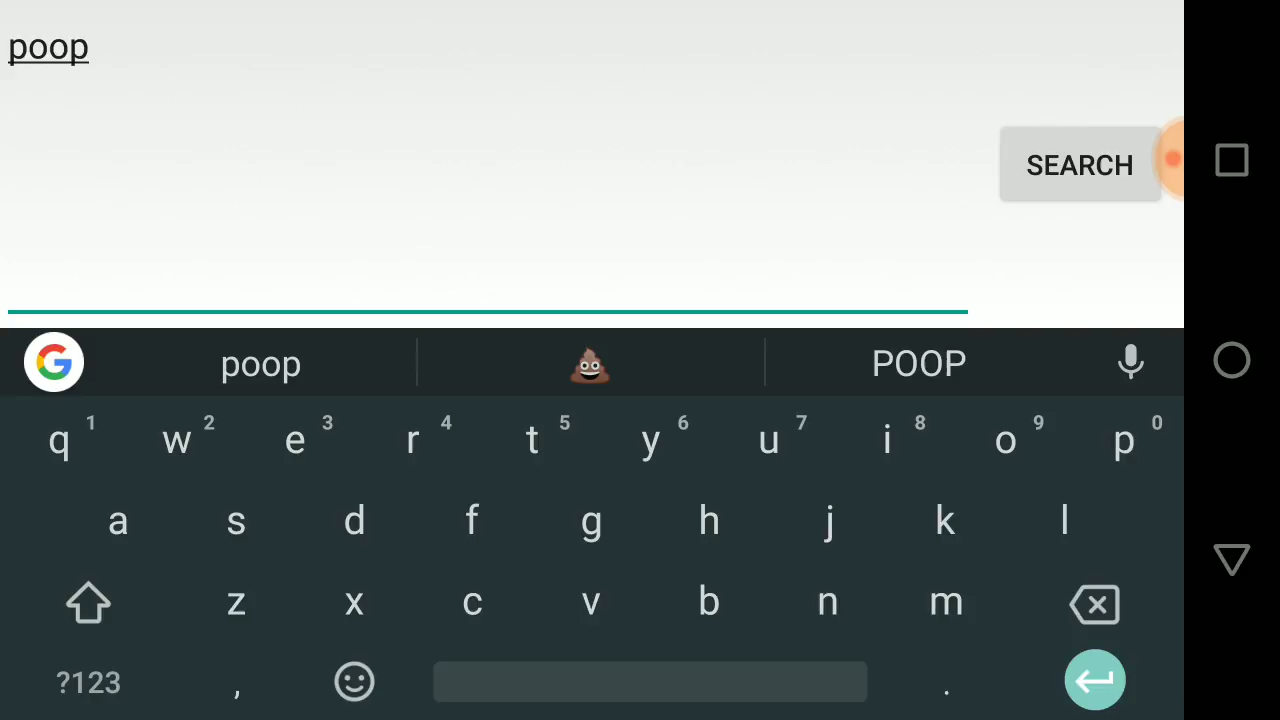 poop
SEARCH
poop 💩 POOP
q 1 w 2 e 3 r 4 t 5 y 6 u 7 i 8 o 9 p 0
a s d f g h j k l
z x c v b n m
?123 , .